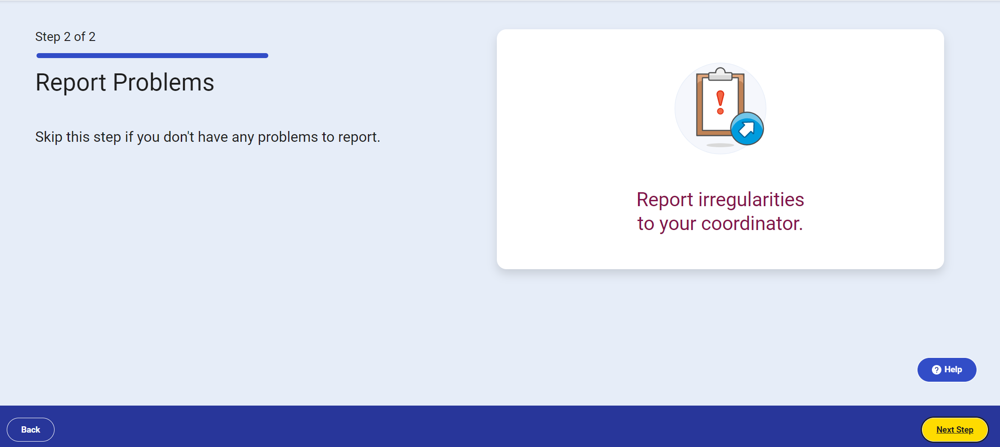 Step 2 of 2
Report Problems
Skip this step if you don't have any problems to report.
Report irregularities
to your coordinator.
Help
Back
Next Step